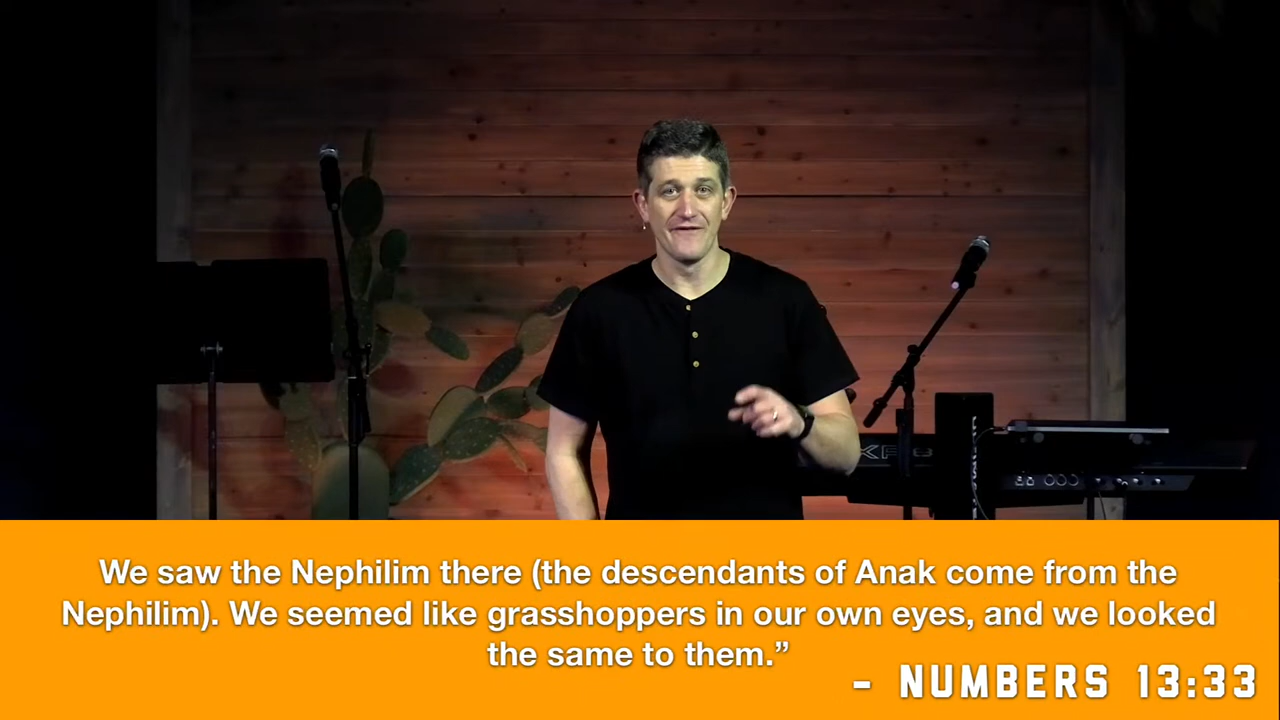 We saw the Nephilim there (the descendants of Anak come from the
Nephilim). We seemed like grasshoppers in our own eyes, and we looked
the same to them.”
– NUMBERS 13:33